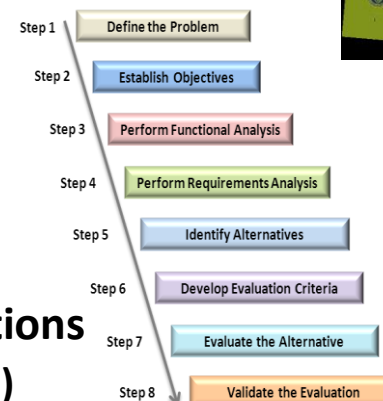 Step 1 Define the Problem
Step 2 Establish Objectives
Step 3 Perform Functional Analysis
Step 4 Perform Requirements Analysis
Step 5 Identify Alternatives
Step 6 Develop Evaluation Criteria
tions
Step 7 Evaluate the Alternative
)
Step 8 Validate the Evaluation